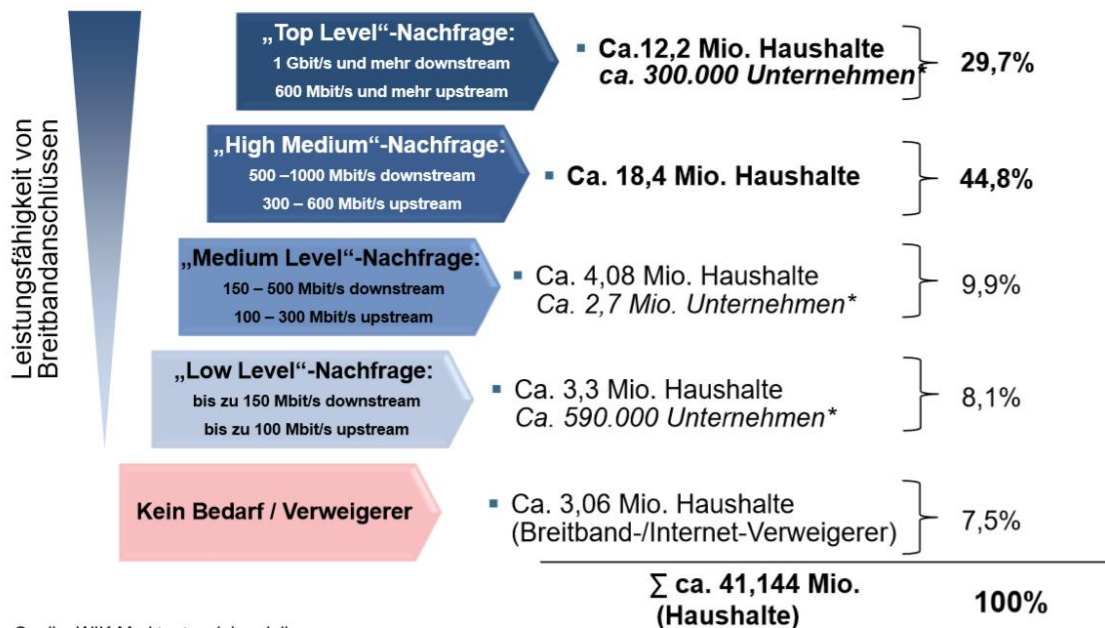 Leistungsfähigkeit von
Breitbandanschlüssen
„Top Level“-Nachfrage:
1 Gbit/s und mehr downstream
600 Mbit/s und mehr upstream
▪ Ca.12,2 Mio. Haushalte
ca. 300.000 Unternehmen*
29,7%
„High Medium“-Nachfrage:
500 –1000 Mbit/s downstream
300 – 600 Mbit/s upstream
▪ Ca. 18,4 Mio. Haushalte
44,8%
„Medium Level“-Nachfrage:
150 – 500 Mbit/s downstream
100 – 300 Mbit/s upstream
▪ Ca. 4,08 Mio. Haushalte
Ca. 2,7 Mio. Unternehmen*
9,9%
„Low Level“-Nachfrage:
bis zu 150 Mbit/s downstream
bis zu 100 Mbit/s upstream
▪ Ca. 3,3 Mio. Haushalte
Ca. 590.000 Unternehmen*
8,1%
Kein Bedarf / Verweigerer
▪ Ca. 3,06 Mio. Haushalte
(Breitband-/Internet-Verweigerer)
7,5%
∑ ca. 41,144 Mio.
(Haushalte)
100%